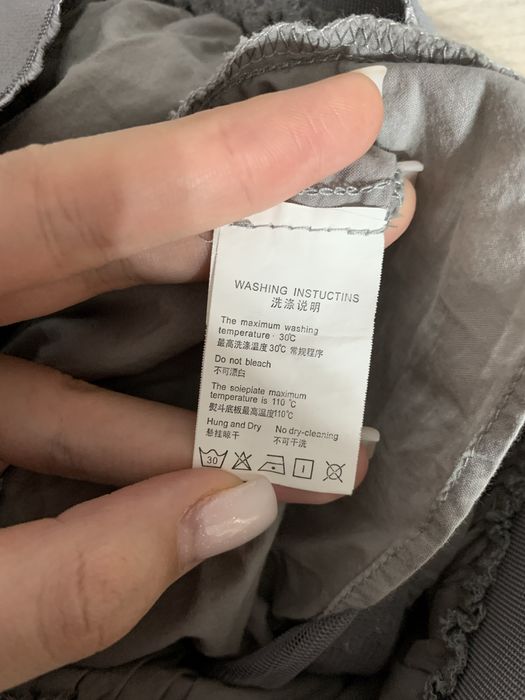 WASHING INSTUCTINS
洗涤说明
The maximum washing
temperature· 30℃
最高洗涤温度30℃ 常规程序
Do not bleach
不可漂白
The soieplate maximum
temperature is 110 ℃
熨斗底板最高温度110℃
Hung and Dry No dry-cleaning
悬挂晾干 不可干洗
30